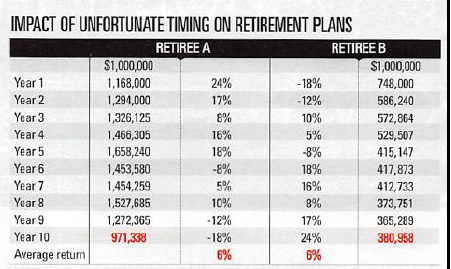 IMPACT OF UNFORTUNATE TIMING ON RETIREMENT PLANS
RETIREE A RETIREE B
$1,000,000 $1,000,000
Year 1 1,168,000 24% -18% 748,000
Year 2 1,294,000 17% -12% 586,240
Year 3 1,326,125 8% 10% 572,864
Year 4 1,466,305 16% 5% 529,507
Year 5 1,658,240 18% -8% 415,147
Year 6 1,453,580 -8% 18% 417,873
Year 7 1,454,259 5% 16% 412,733
Year 8 1,527,685 10% 8% 373,751
Year 9 1,272,365 -12% 17% 365,289
Year 10 971,338 -18% 24% 380,958
Average return 6% 6%